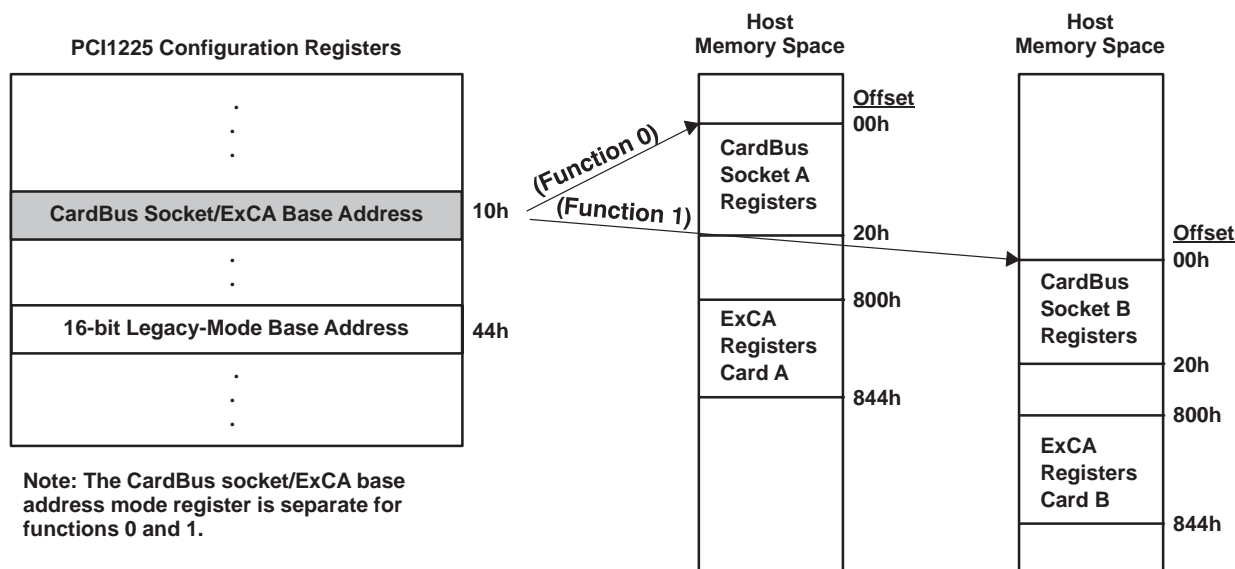 PCI1225 Configuration Registers
CardBus Socket/ExCA Base Address
10h
16-bit Legacy-Mode Base Address
44h
Note: The CardBus socket/ExCA base
address mode register is separate for
functions 0 and 1.
(Function 0)
(Function 1)
Host
Memory Space
Offset
00h
CardBus
Socket A
Registers
20h
800h
ExCA
Registers
Card A
844h
Host
Memory Space
Offset
00h
CardBus
Socket B
Registers
20h
800h
ExCA
Registers
Card B
844h